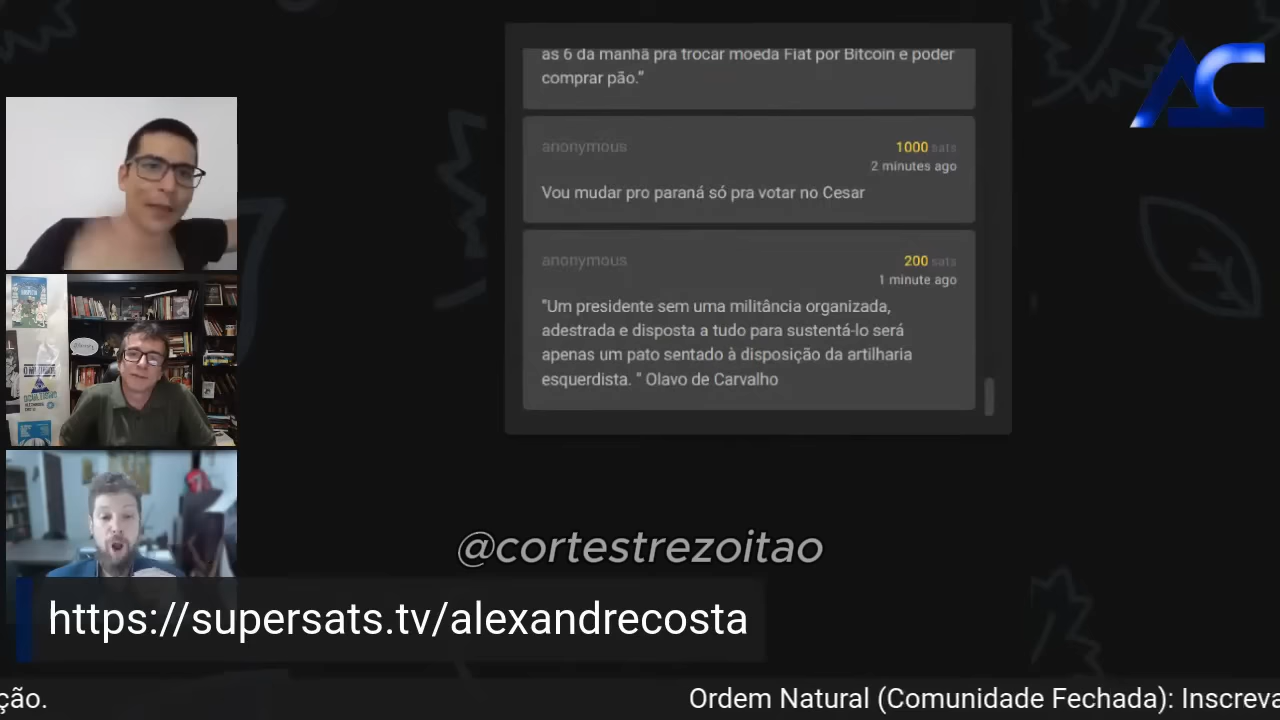 as 6 da manhã pra trocar moeda Fiat por Bitcoin e poder
comprar pão."
anonymous
1000 sats
2 minutes ago
Vou mudar pro paraná só pra votar no Cesar
anonymous
200 sats
1 minute ago
"Um presidente sem uma militância organizada,
adestrada e disposta a tudo para sustentá-lo será
apenas um pato sentado à disposição da artilharia
esquerdista. " Olavo de Carvalho
AC
@cortestrezoitao
https://supersats.tv/alexandrecosta
ção.
Ordem Natural (Comunidade Fechada): Inscreva